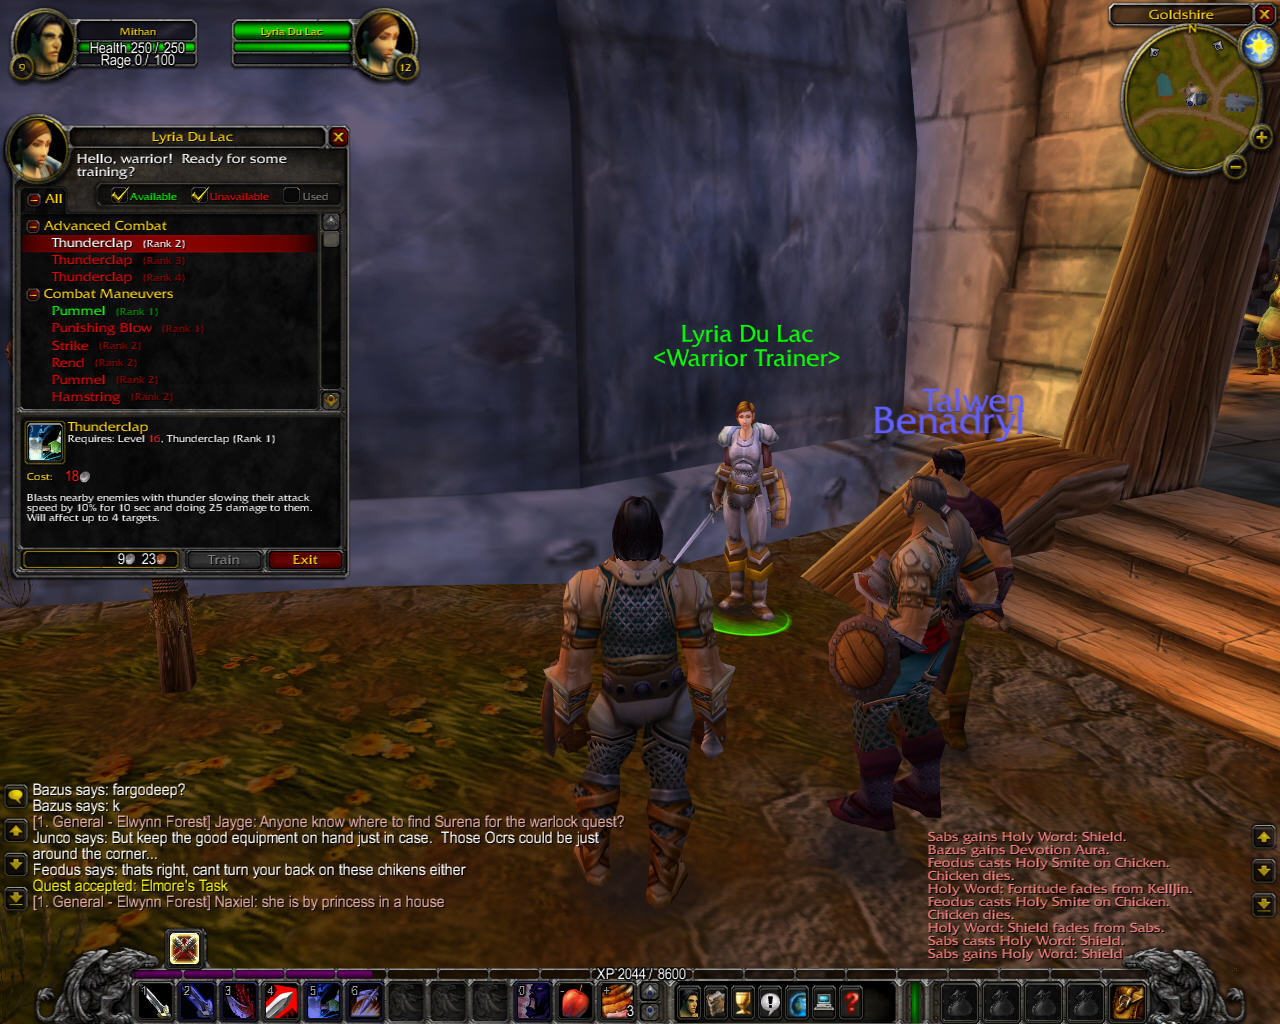 Mithan
Health 250 / 250
Rage 0 / 100
9
Lyria Du Lac
12
Goldshire
N
Lyria Du Lac
Hello, warrior!  Ready for some
training?
All
Available
Unavailable
Used
Advanced Combat
Thunderclap (Rank 2)
Thunderclap (Rank 3)
Thunderclap (Rank 4)
Combat Maneuvers
Pummel (Rank 1)
Punishing Blow (Rank 1)
Strike (Rank 2)
Rend (Rank 2)
Pummel (Rank 2)
Hamstring (Rank 2)
Thunderclap
Requires: Level 16, Thunderclap (Rank 1)
Cost: 18
Blasts nearby enemies with thunder slowing their attack
speed by 10% for 10 sec and doing 25 damage to them.
Will affect up to 4 targets.
9 23
Train
Exit
Lyria Du Lac
<Warrior Trainer>
Talwen
Benadryl
Bazus says: fargodeep?
Bazus says: k
[1. General - Elwynn Forest] Jayge: Anyone know where to find Surena for the warlock quest?
Junco says: But keep the good equipment on hand just in case.  Those Ocrs could be just
around the corner...
Feodus says: thats right, cant turn your back on these chikens either
Quest accepted: Elmore's Task
[1. General - Elwynn Forest] Naxiel: she is by princess in a house
Sabs gains Holy Word: Shield.
Bazus gains Devotion Aura.
Feodus casts Holy Smite on Chicken.
Chicken dies.
Holy Word: Fortitude fades from KellJin.
Feodus casts Holy Smite on Chicken.
Chicken dies.
Holy Word: Shield fades from Sabs.
Sabs casts Holy Word: Shield.
Sabs gains Holy Word: Shield
XP 2044 / 8600
1 2 3 4 5 6 0 - + 3